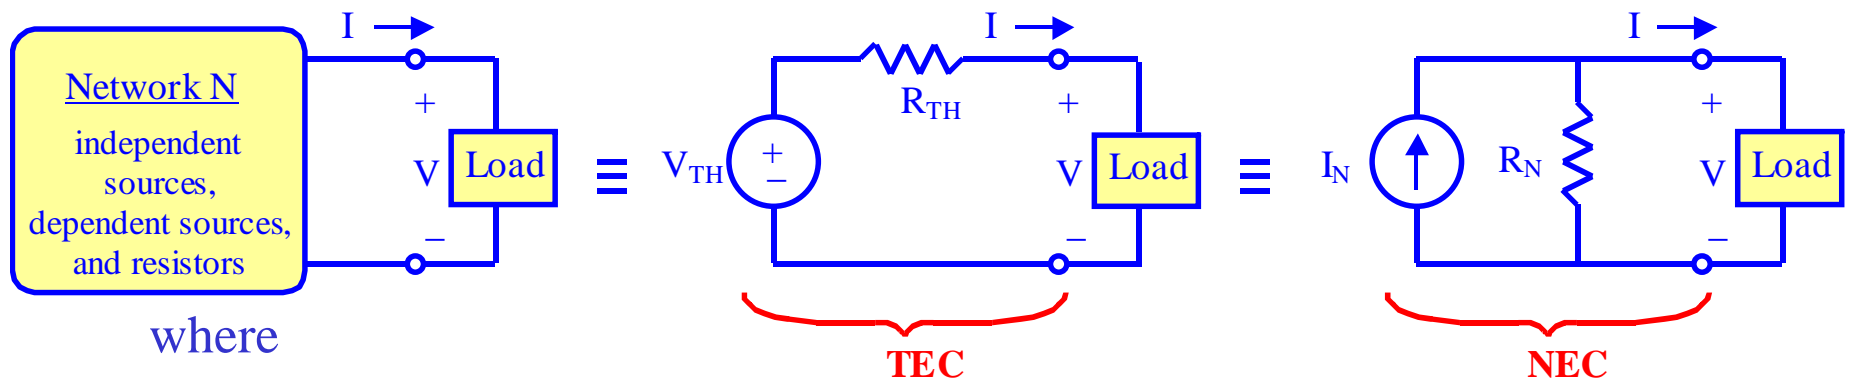 Network N
independent
sources,
dependent sources,
and resistors
where
I
+
V
−
Load
≡
V_TH
+
−
R_TH
I
+
V
−
Load
TEC
≡
I_N
R_N
I
+
V
−
Load
NEC